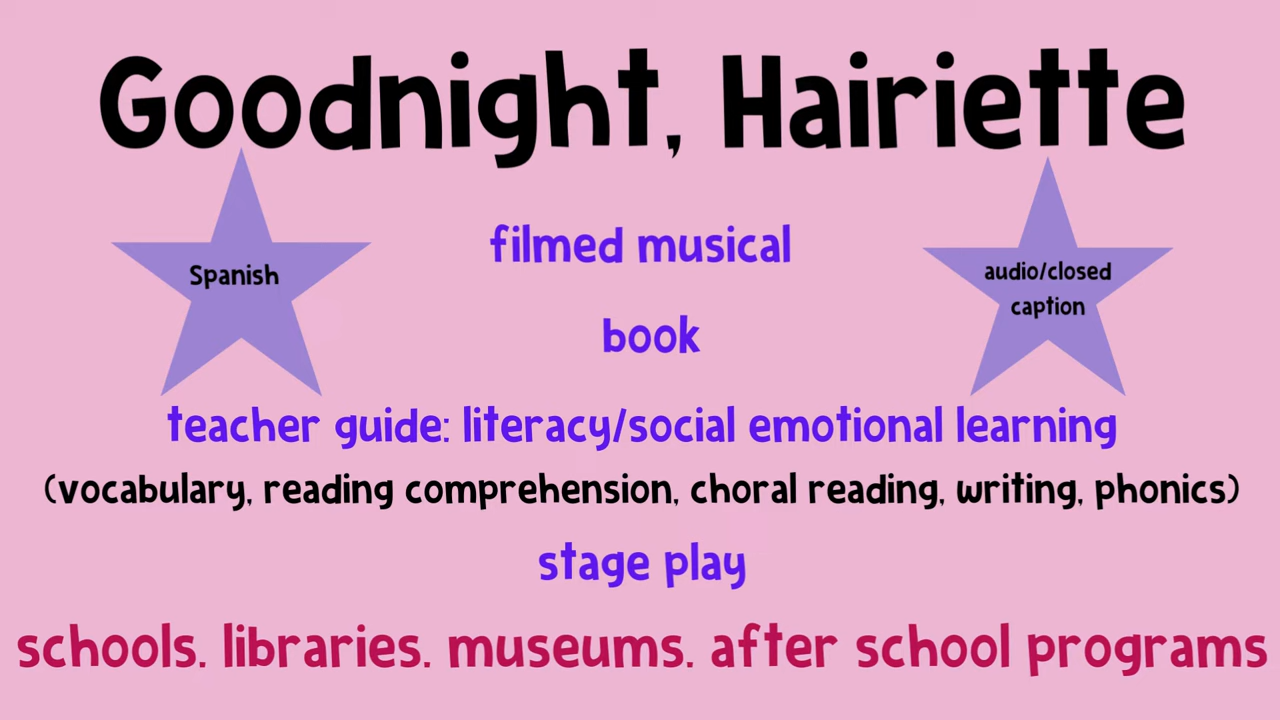 Goodnight, Hairiette
filmed musical
Spanish
audio/closed
caption
book
teacher guide: literacy/social emotional learning
(vocabulary, reading comprehension, choral reading, writing, phonics)
stage play
schools. libraries. museums. after school programs